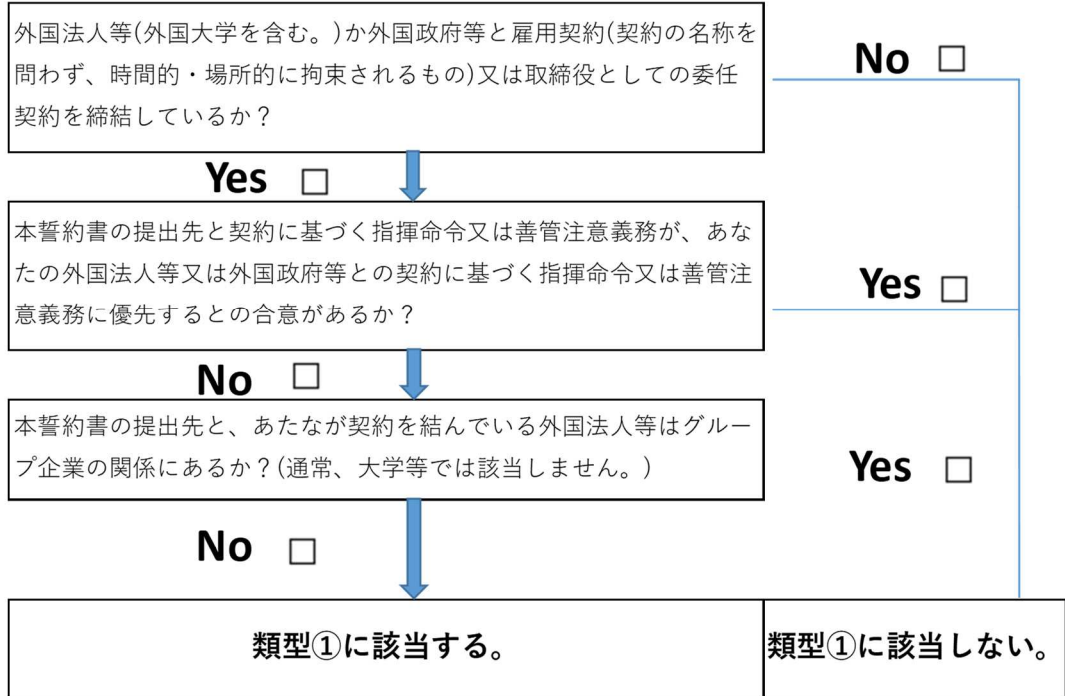 外国法人等(外国大学を含む。)か外国政府等と雇用契約(契約の名称を
問わず、時間的・場所的に拘束されるもの)又は取締役としての委任
契約を締結しているか？
No □
Yes □
本誓約書の提出先と契約に基づく指揮命令又は善管注意義務が、あな
たの外国法人等又は外国政府等との契約に基づく指揮命令又は善管注
意義務に優先するとの合意があるか？
Yes □
No □
本誓約書の提出先と、あたなが契約を結んでいる外国法人等はグルー
プ企業の関係にあるか？(通常、大学等では該当しません。)
Yes □
No □
類型①に該当する。
類型①に該当しない。